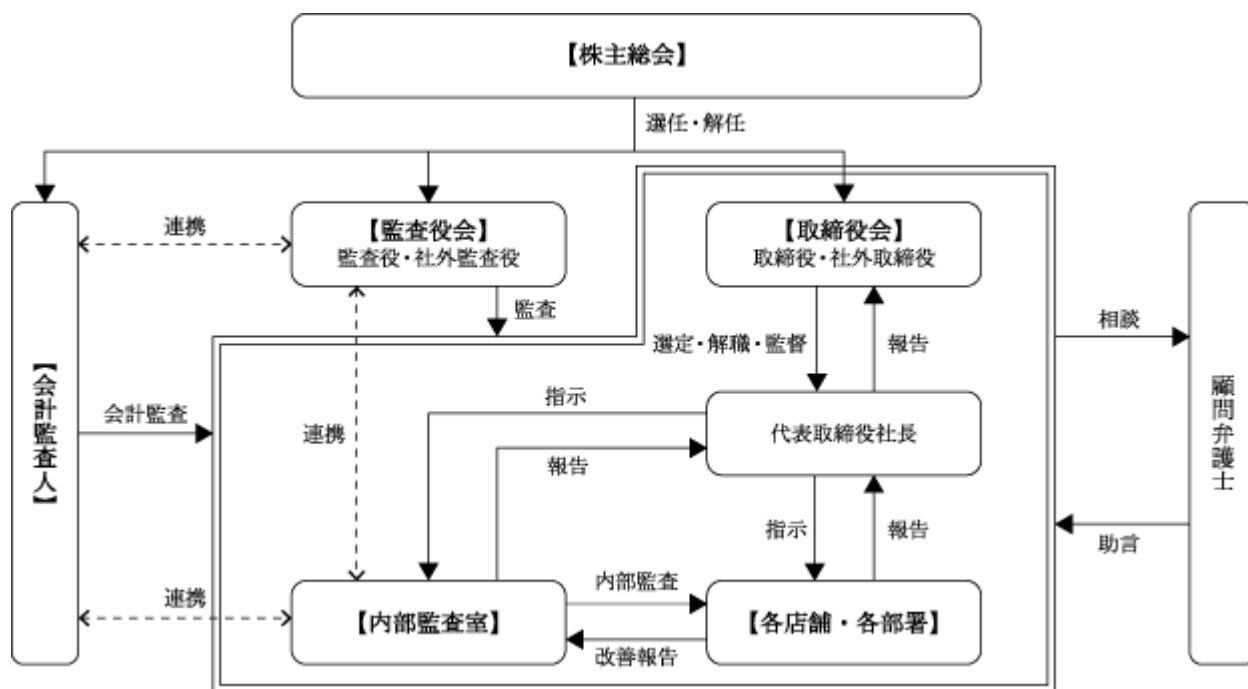 【株主総会】
選任・解任
連携
【監査役会】
監査役・社外監査役
【取締役会】
取締役・社外取締役
監査
選定・解職・監督
報告
相談
【会計監査人】
会計監査
指示
連携
報告
代表取締役社長
顧問弁護士
指示
報告
助言
連携
【内部監査室】
内部監査
改善報告
【各店舗・各部署】